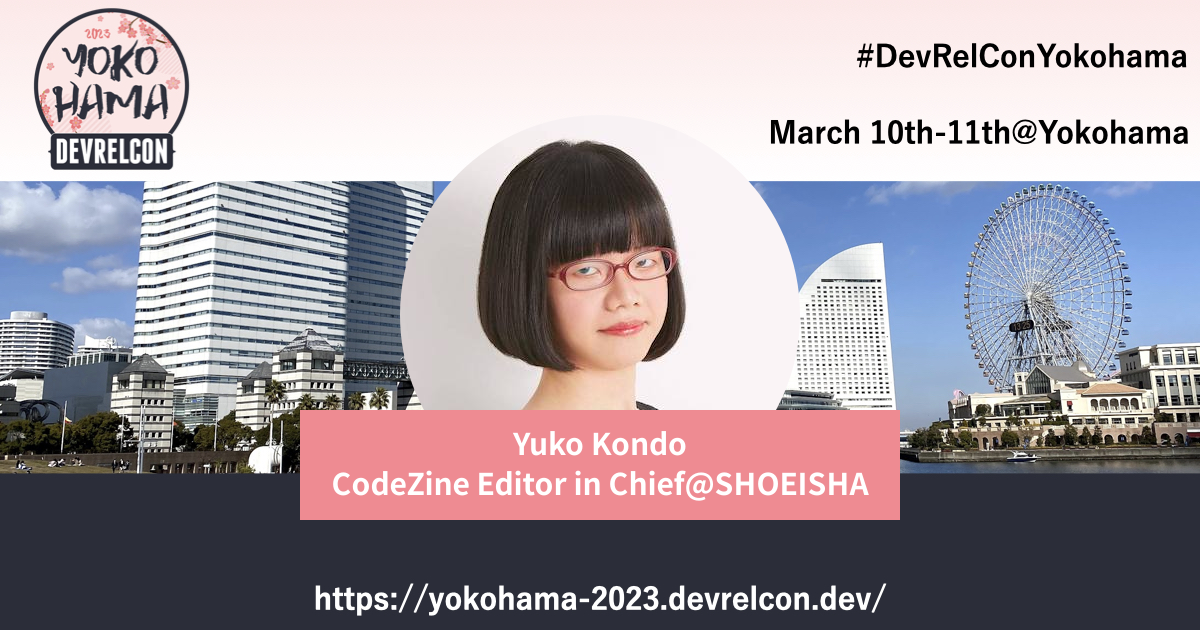 2023
YOKO
HAMA
DEVRELCON
#DevRelConYokohama
March 10th-11th@Yokohama
Yuko Kondo
CodeZine Editor in Chief@SHOEISHA
https://yokohama-2023.devrelcon.dev/